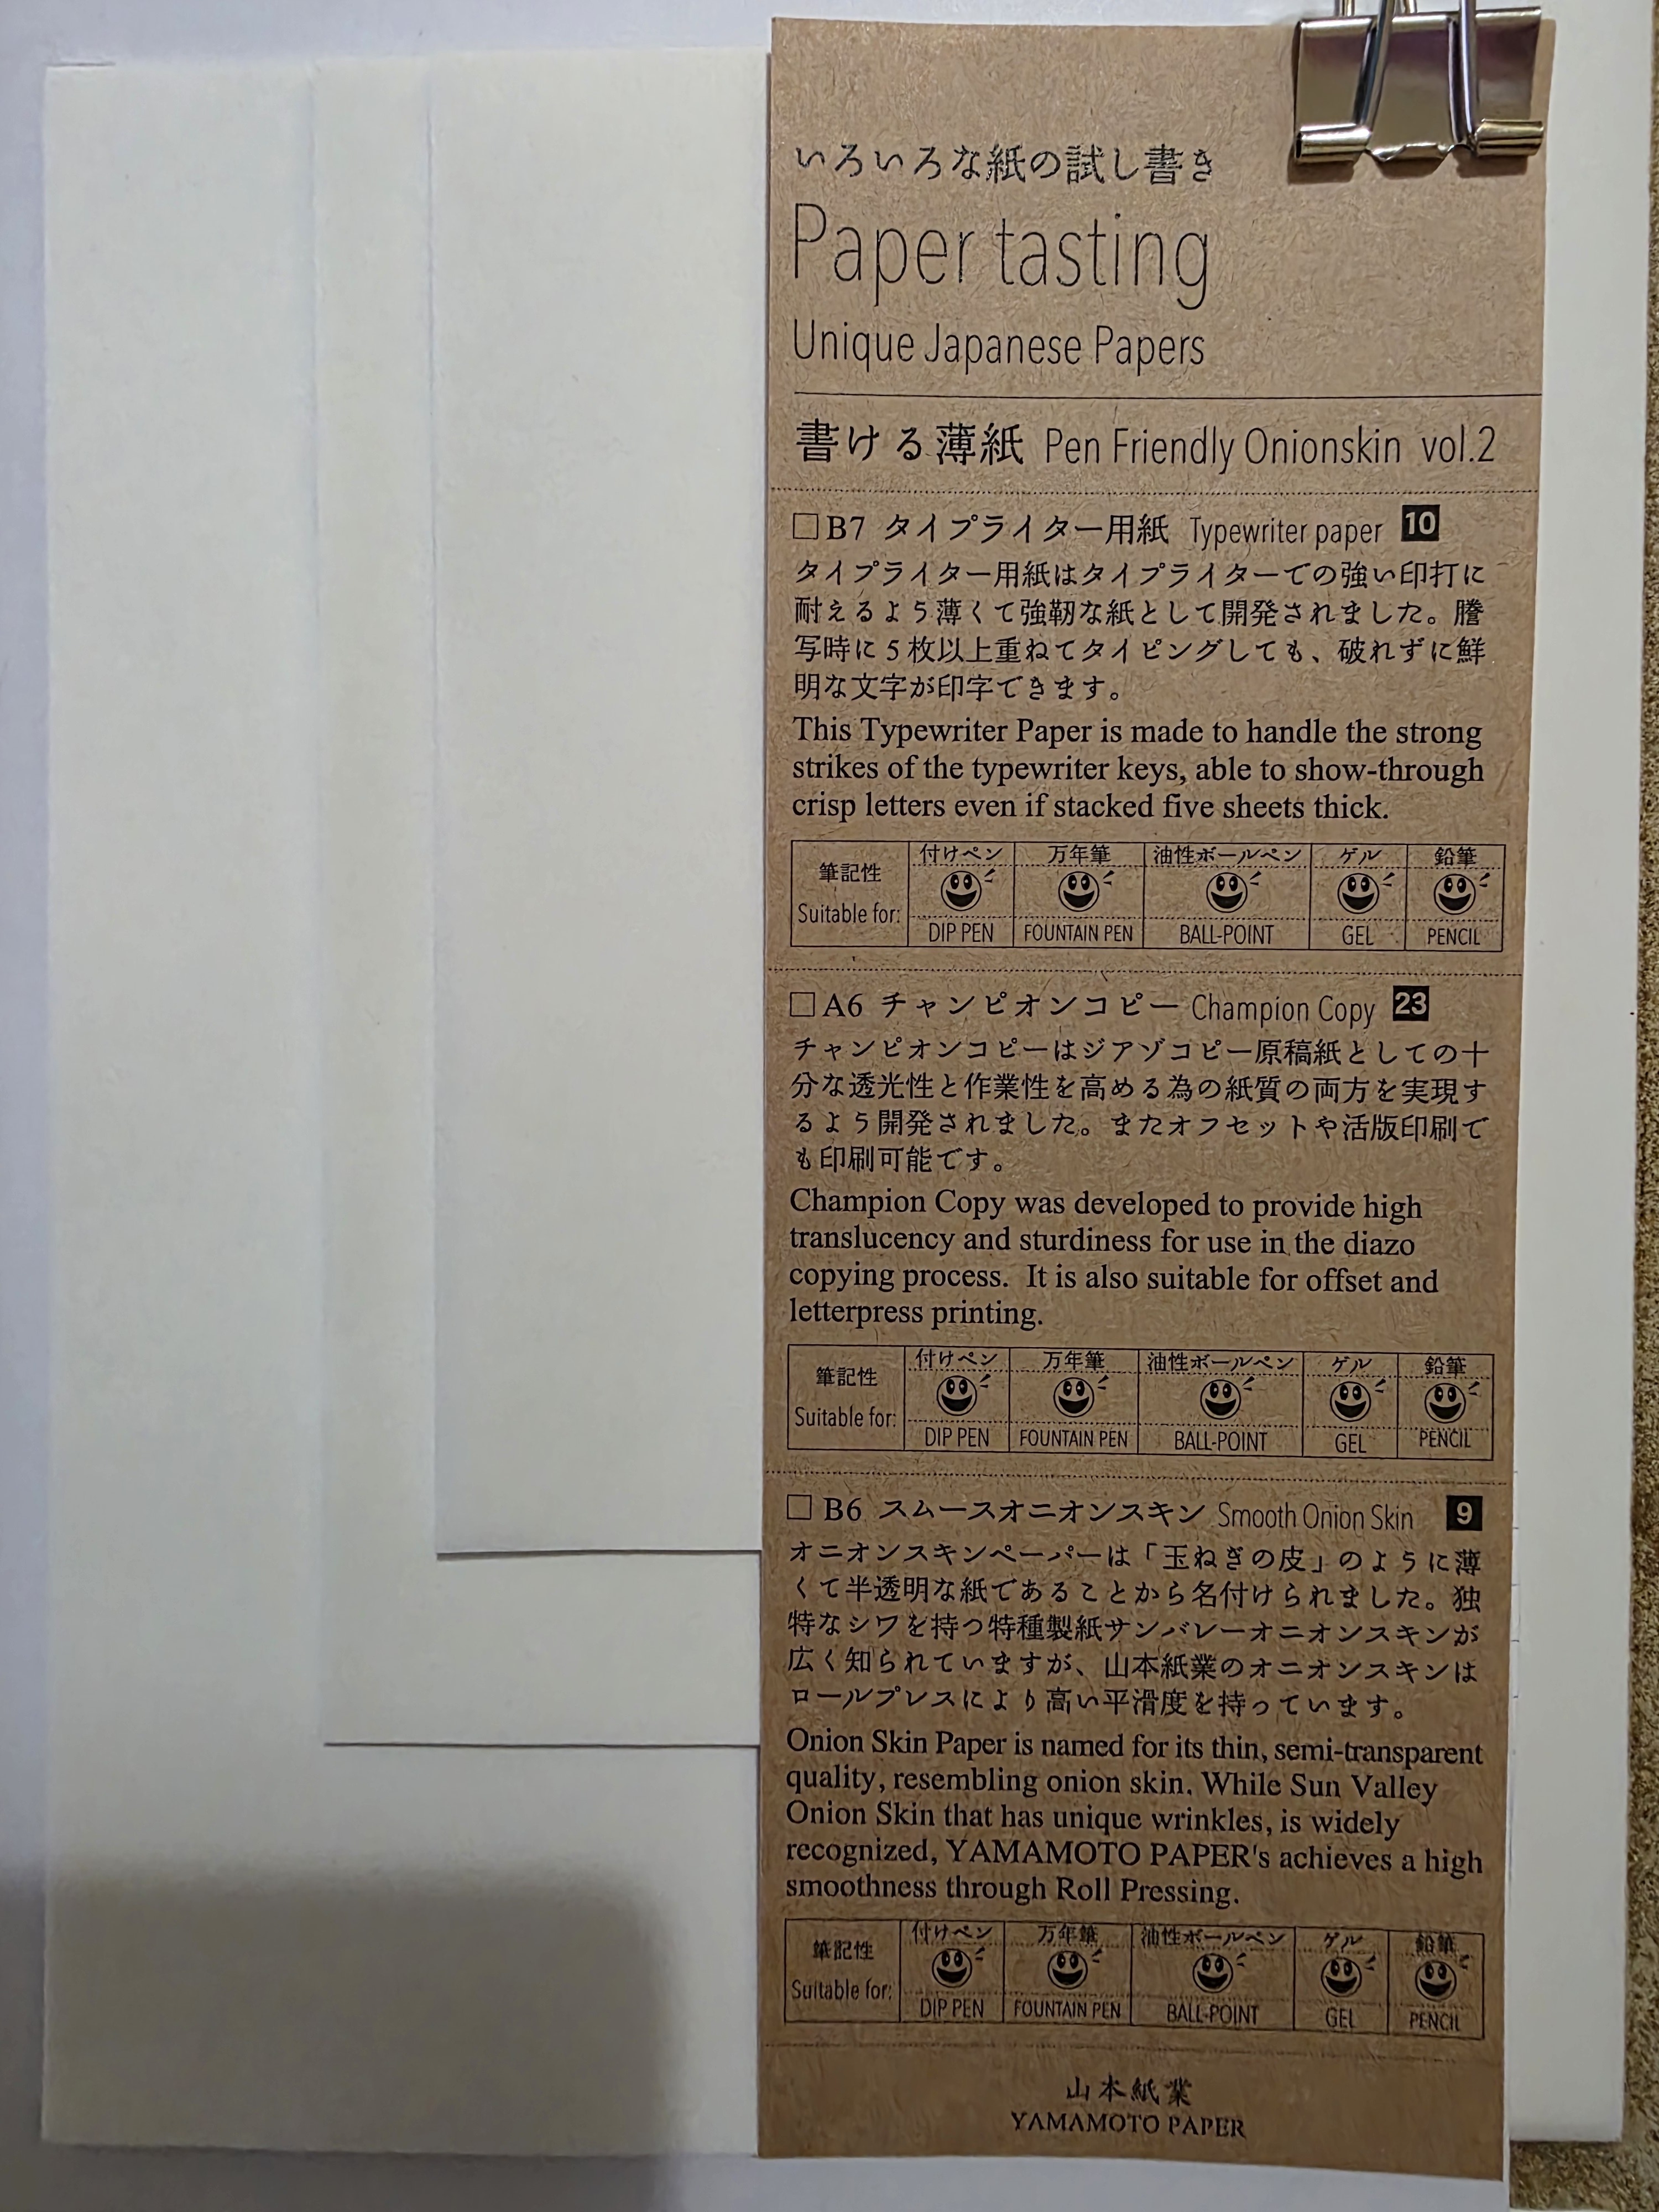 いろいろな紙の試し書き
Paper tasting
Unique Japanese Papers
書ける薄紙 Pen Friendly Onionskin vol.2
□B7 タイプライター用紙 Typewriter paper 10
タイプライター用紙はタイプライターでの強い印打に
耐えるよう薄くて強靭な紙として開発されました。謄
写時に 5 枚以上重ねてタイピングしても、破れずに鮮
明な文字が印字できます。
This Typewriter Paper is made to handle the strong
strikes of the typewriter keys, able to show-through
crisp letters even if stacked five sheets thick.
筆記性 付けペン 万年筆 油性ボールペン ゲル 鉛筆
Suitable for: DIP PEN FOUNTAIN PEN BALL-POINT GEL PENCIL
□A6 チャンピオンコピー Champion Copy 23
チャンピオンコピーはジアゾコピー原稿紙としての十
分な透光性と作業性を高める為の紙質の両方を実現す
るよう開発されました。またオフセットや活版印刷で
も印刷可能です。
Champion Copy was developed to provide high
translucency and sturdiness for use in the diazo
copying process. It is also suitable for offset and
letterpress printing.
筆記性 付けペン 万年筆 油性ボールペン ゲル 鉛筆
Suitable for: DIP PEN FOUNTAIN PEN BALL-POINT GEL PENCIL
□ B6 スムースオニオンスキン Smooth Onion Skin 9
オニオンスキンペーパーは「玉ねぎの皮」のように薄
くて半透明な紙であることから名付けられました。独
特なシワを持つ特種製紙サンバレーオニオンスキンが
広く知られていますが、山本紙業のオニオンスキンは
ロールプレスにより高い平滑度を持っています。
Onion Skin Paper is named for its thin, semi-transparent
quality, resembling onion skin. While Sun Valley
Onion Skin that has unique wrinkles, is widely
recognized, YAMAMOTO PAPER's achieves a high
smoothness through Roll Pressing.
筆記性 付けペン 万年筆 油性ボールペン ゲル 鉛筆
Suitable for: DIP PEN FOUNTAIN PEN BALL-POINT GEL PENCIL
山本紙業
YAMAMOTO PAPER